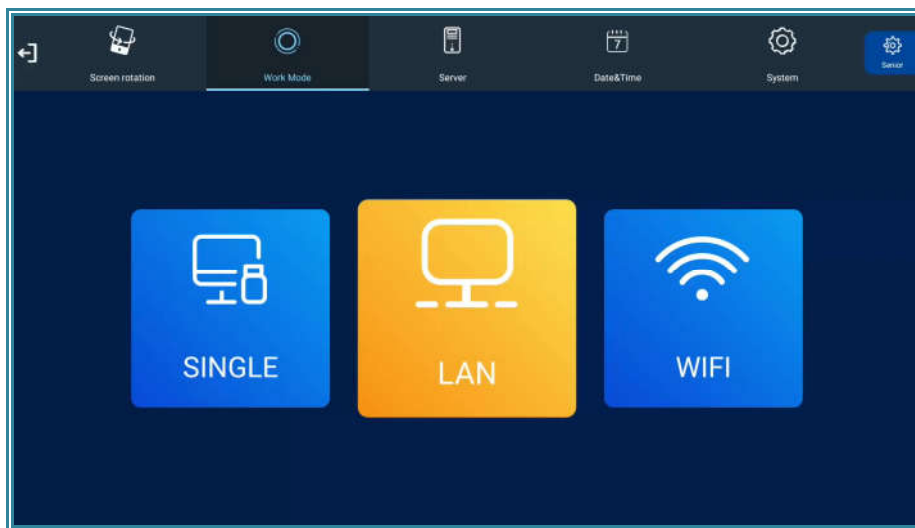 Screen rotation
Work Mode
Server
7
Date&Time
System
Senior
SINGLE
LAN
WIFI